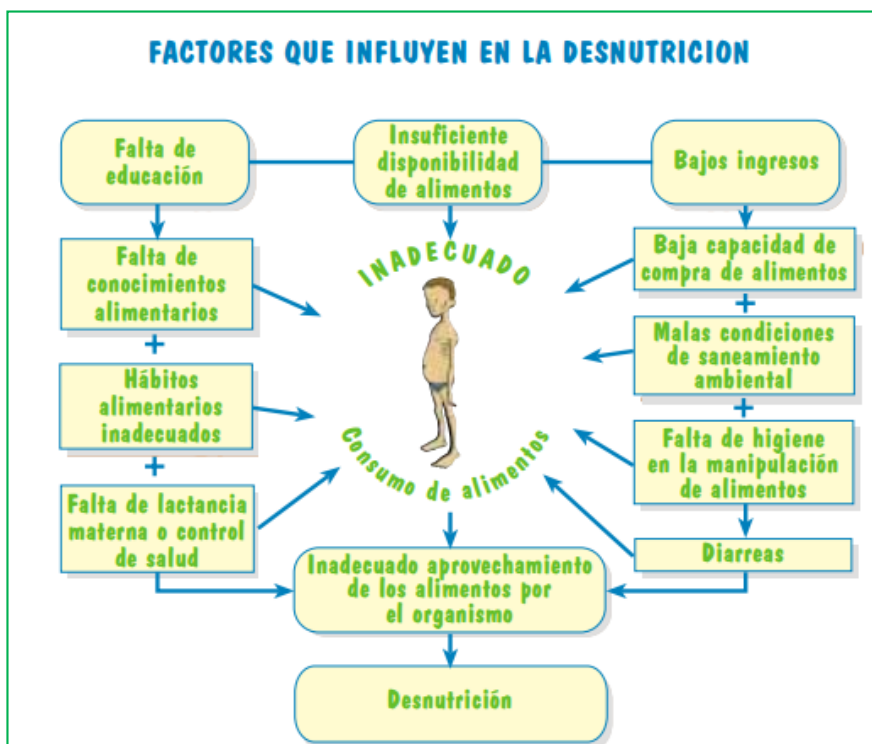 FACTORES QUE INFLUYEN EN LA DESNUTRICION
Falta de
educación
Insuficiente
disponibilidad
de alimentos
Bajos ingresos
Falta de
conocimientos
alimentarios
+
Hábitos
alimentarios
inadecuados
+
Falta de lactancia
materna o control
de salud
INADECUADO
Consumo de alimentos
Baja capacidad de
compra de alimentos
+
Malas condiciones
de saneamiento
ambiental
+
Falta de higiene
en la manipulación
de alimentos
Diarreas
Inadecuado aprovechamiento
de los alimentos por
el organismo
Desnutrición